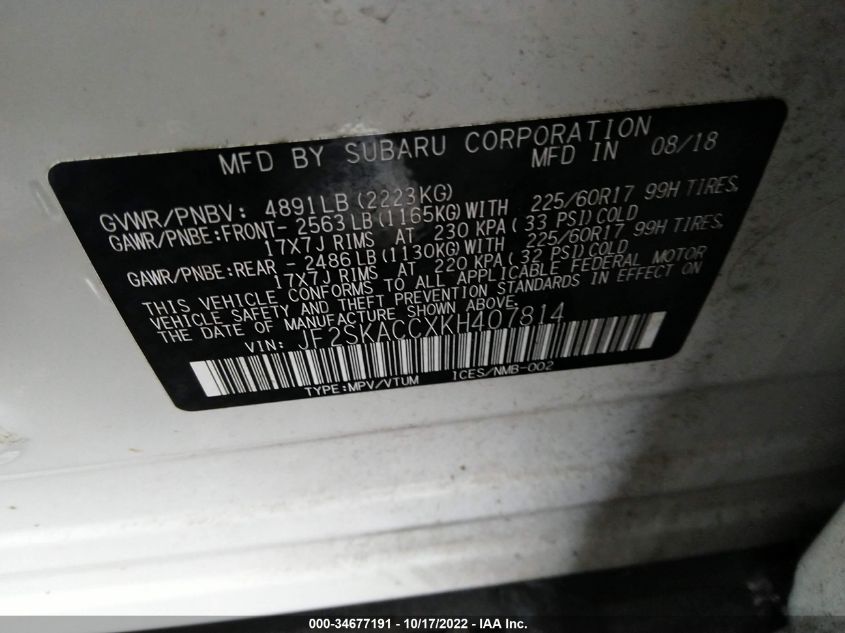 MFD BY SUBARU CORPORATION
MFD IN 08/18
GVWR/PNBV: 4891LB (2223KG)
GAWR/PNBE:FRONT- 2563 LB (1165KG) WITH 225/60R17 99H TIRES,
17X7J RIMS AT 230 KPA ( 33 PSI) COLD
GAWR/PNBE:REAR - 2486 LB (1130KG) WITH 225/60R17 99H TIRES,
17X7J RIMS AT 220 KPA ( 32 PSI) COLD
THIS VEHICLE CONFORMS TO ALL APPLICABLE FEDERAL MOTOR
VEHICLE SAFETY AND THEFT PREVENTION STANDARDS IN EFFECT ON
THE DATE OF MANUFACTURE SHOWN ABOVE.
VIN: JF2SKACCXKH407814
TYPE:MPV/VTUM ICES/NMB-002
000-34677191 - 10/17/2022 - IAA Inc.